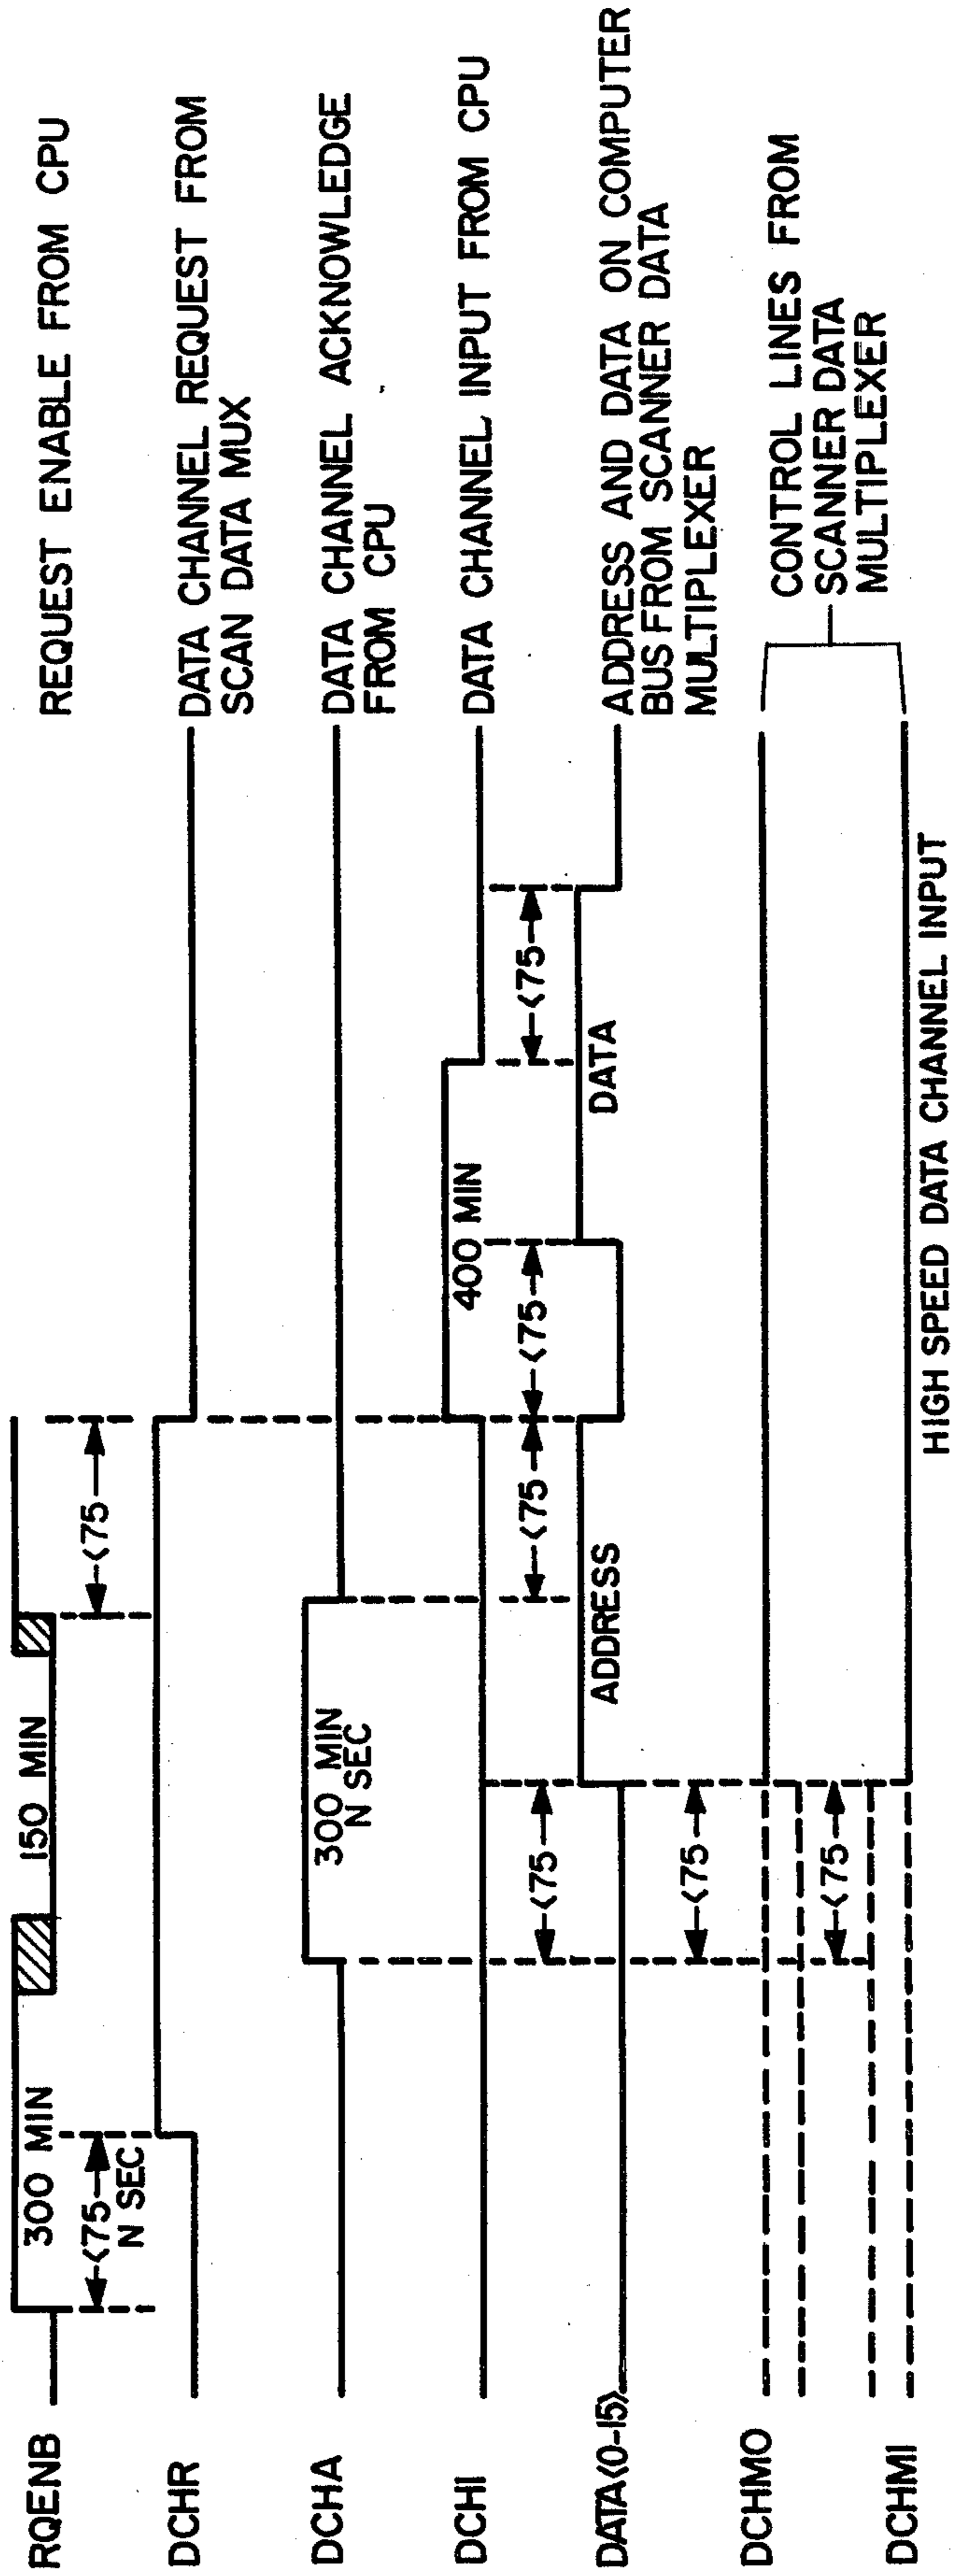 RQENB
300 MIN
<75
N SEC
150 MIN
<75
REQUEST ENABLE FROM CPU
DCHR
DATA CHANNEL REQUEST FROM
SCAN DATA MUX
DCHA
300 MIN
N SEC
DATA CHANNEL ACKNOWLEDGE
FROM CPU
DCHI
400 MIN
DATA CHANNEL INPUT FROM CPU
<75
<75
<75
<75
DATA<0-15>
ADDRESS
DATA
ADDRESS AND DATA ON COMPUTER
BUS FROM SCANNER DATA
MULTIPLEXER
<75
DCHMO
<75
CONTROL LINES FROM
SCANNER DATA
MULTIPLEXER
DCHMI
HIGH SPEED DATA CHANNEL INPUT